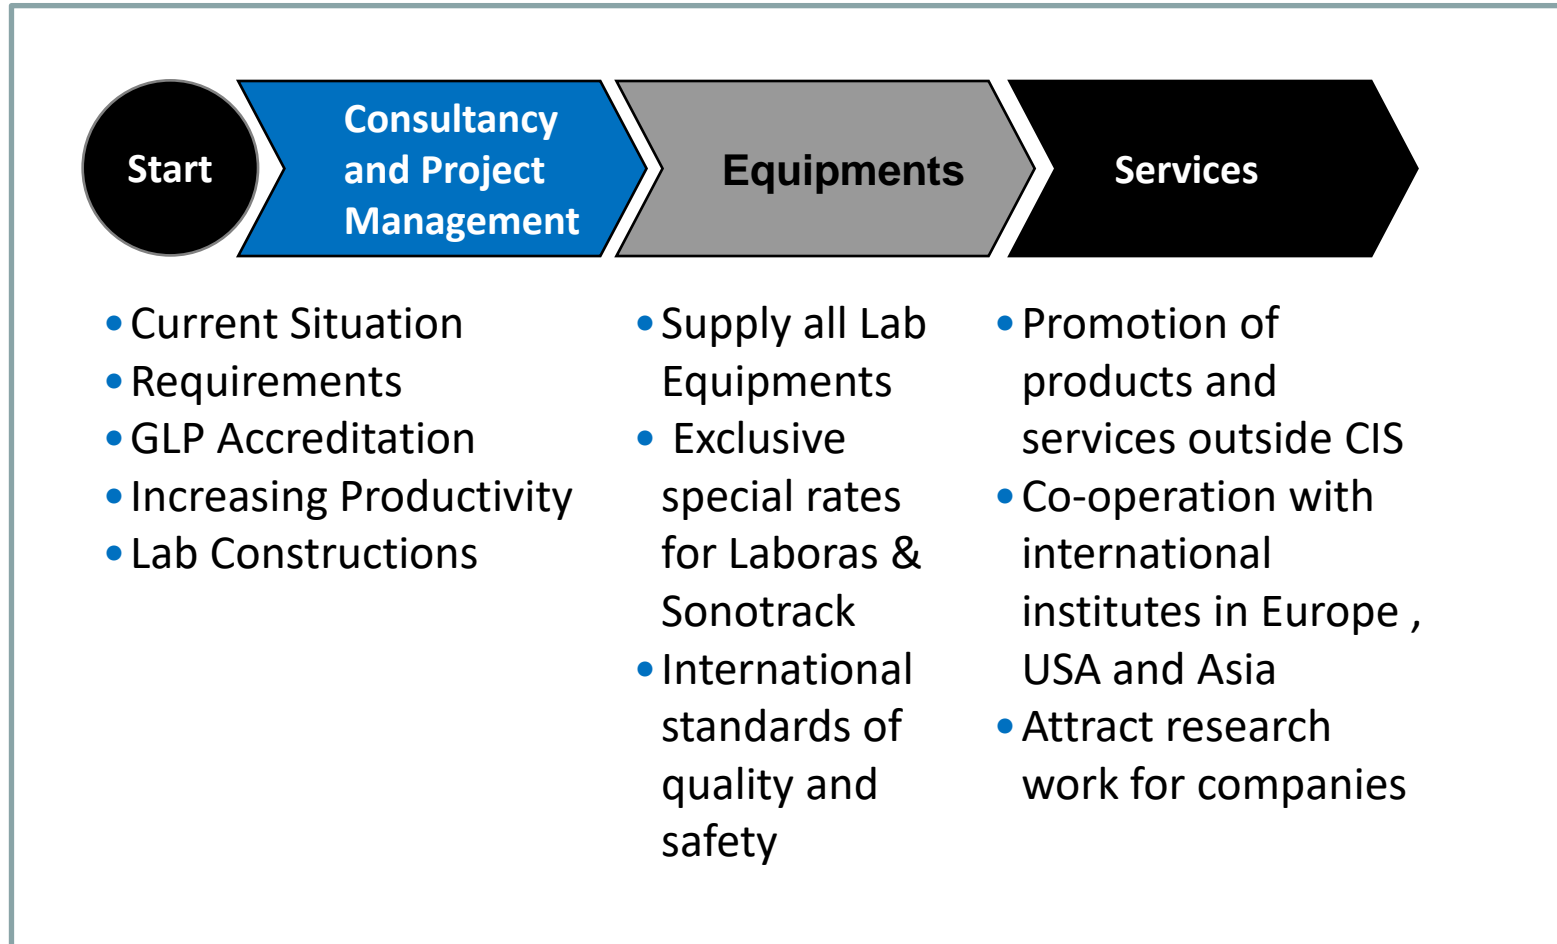 Start
Consultancy
and Project
Management
Equipments
Services
• Current Situation
• Requirements
• GLP Accreditation
• Increasing Productivity
• Lab Constructions
• Supply all Lab
Equipments
• Exclusive
special rates
for Laboras &
Sonotrack
• International
standards of
quality and
safety
• Promotion of
products and
services outside CIS
• Co-operation with
international
institutes in Europe ,
USA and Asia
• Attract research
work for companies